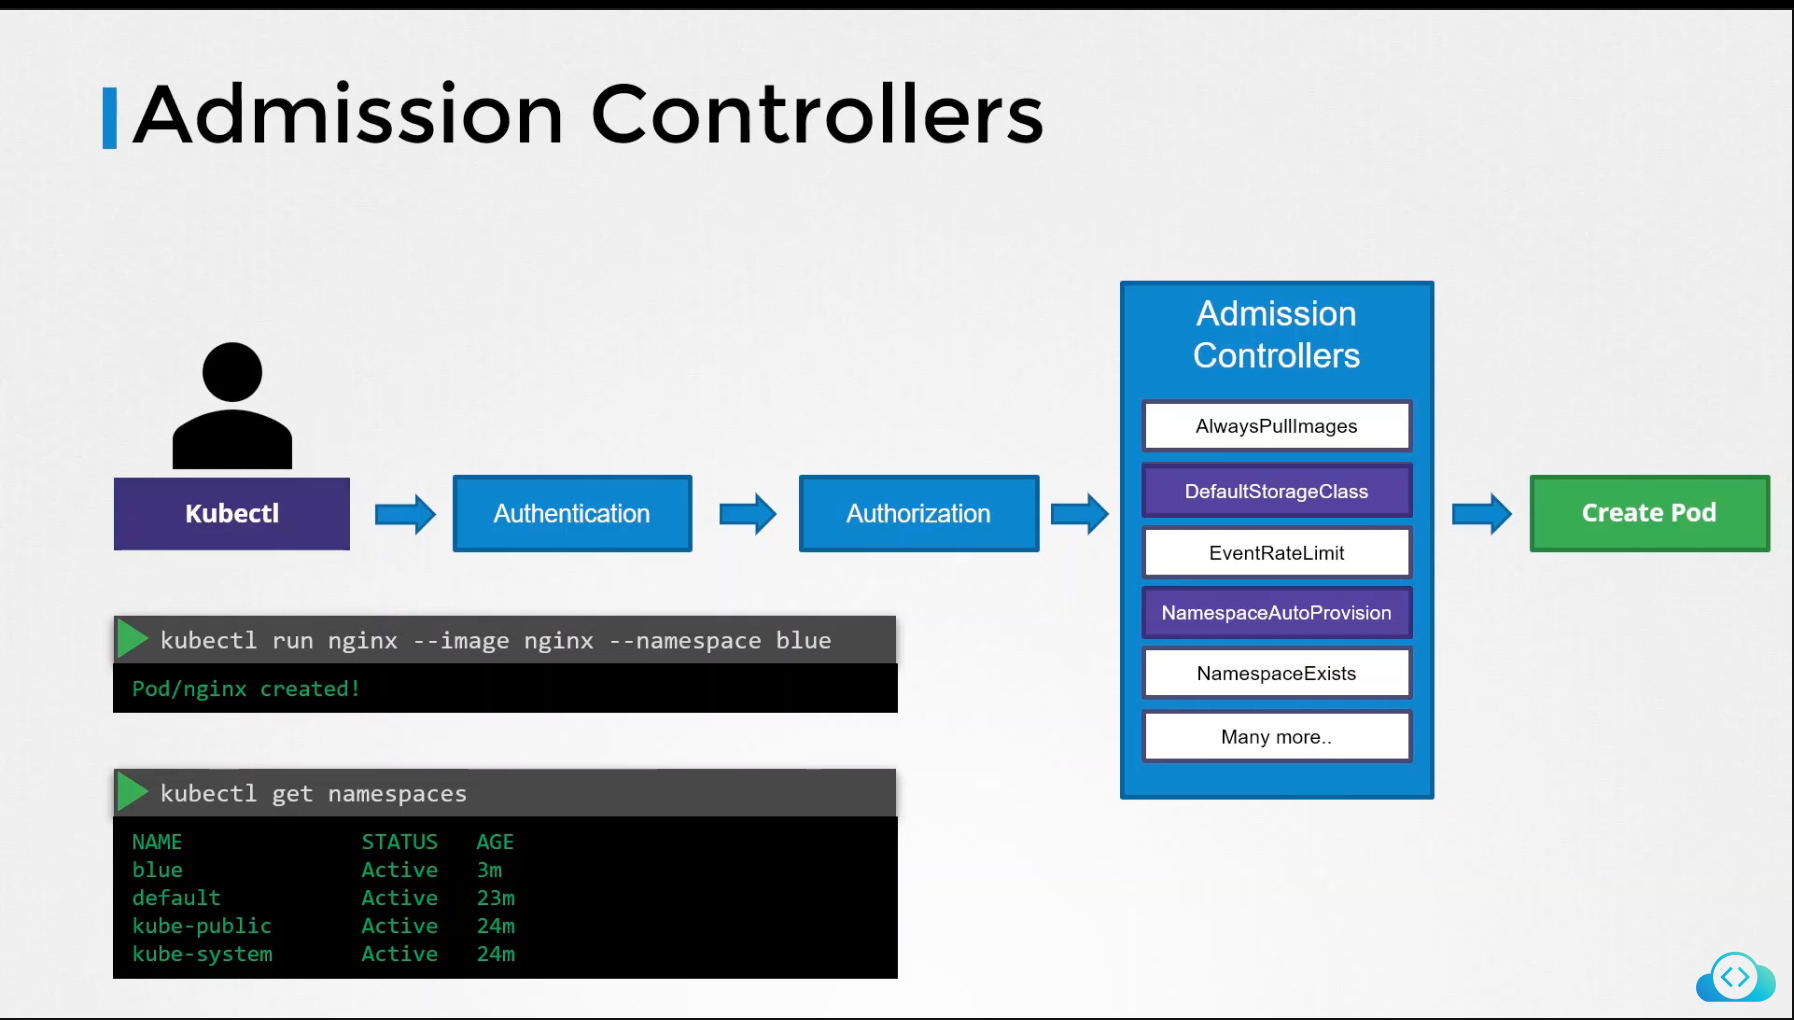 Admission Controllers
Kubectl
Authentication
Authorization
Admission
Controllers
AlwaysPullImages
DefaultStorageClass
EventRateLimit
NamespaceAutoProvision
NamespaceExists
Many more..
Create Pod
kubectl run nginx --image nginx --namespace blue
Pod/nginx created!
kubectl get namespaces
NAME STATUS AGE
blue Active 3m
default Active 23m
kube-public Active 24m
kube-system Active 24m